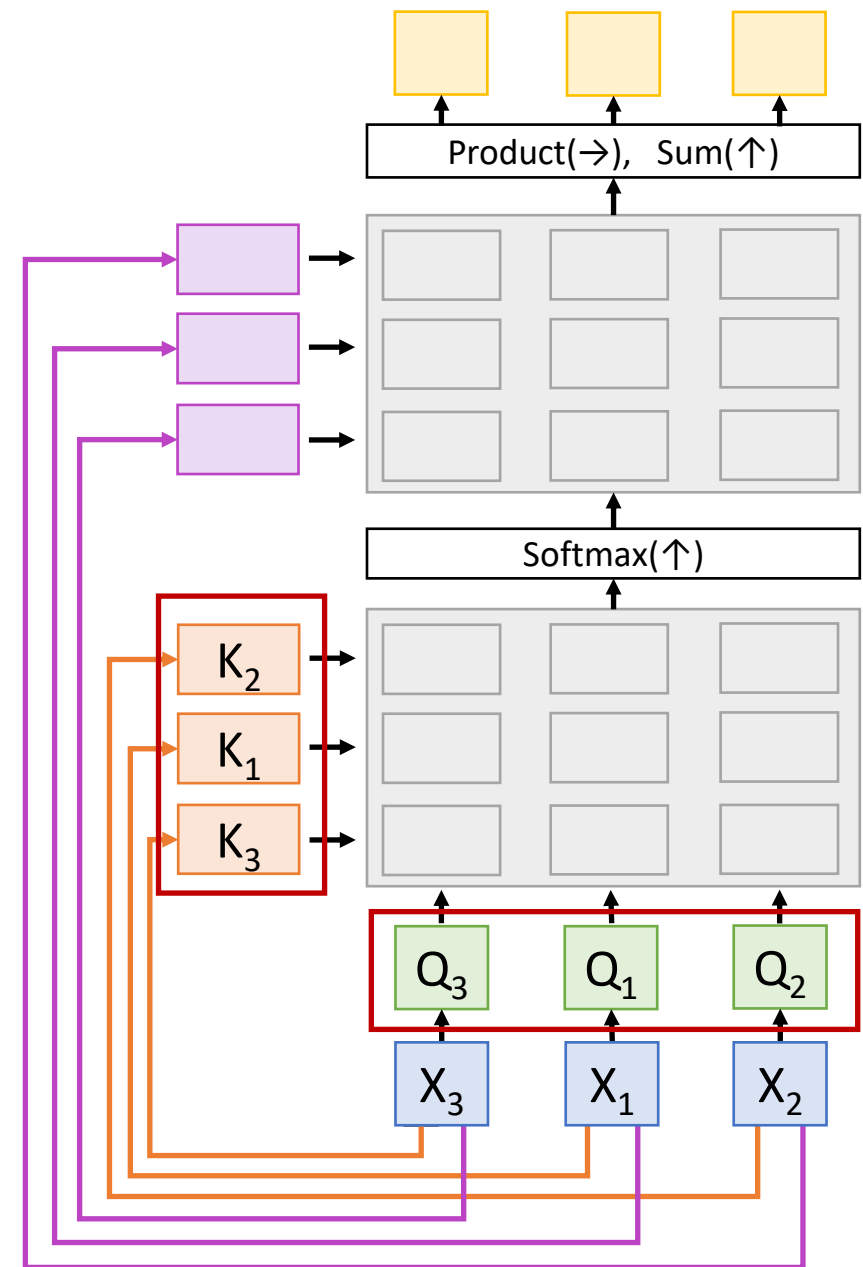 Product(→), Sum(↑)
Softmax(↑)
K₂
K₁
K₃
Q₃ Q₁ Q₂
X₃ X₁ X₂